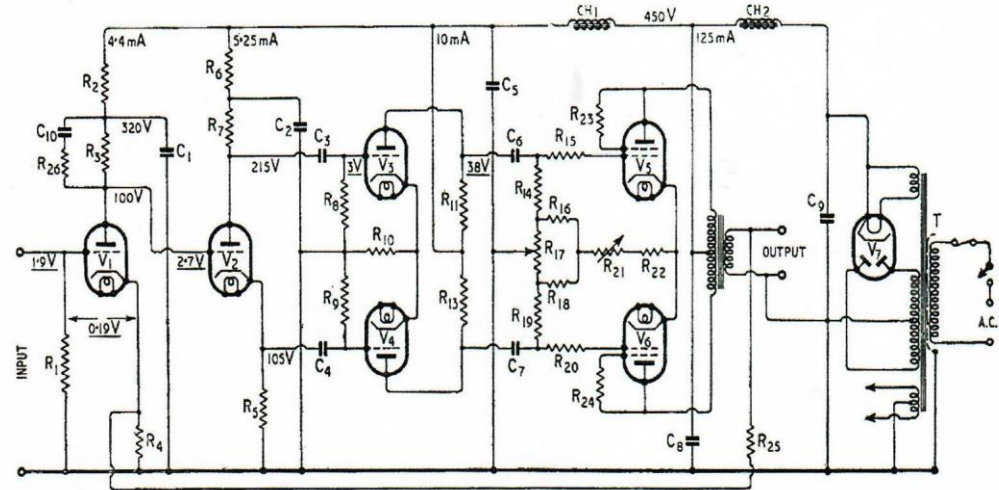 CH1
450V
CH2
4·4mA
5·25mA
10mA
125mA
R2
R6
C5
R23
C10
320V
R7
C2
C3
C6
R15
R26
R3
C1
215V
3V
V3
38V
V5
C9
100V
R8
R11
R14
R16
T
V1
V2
R10
R17
R21
R22
OUTPUT
V7
1·9V
2·7V
R9
R13
R18
A.C.
0·19V
V4
R19
V6
INPUT
R1
105V
C4
C7
R20
R5
R24
R4
C8
R25